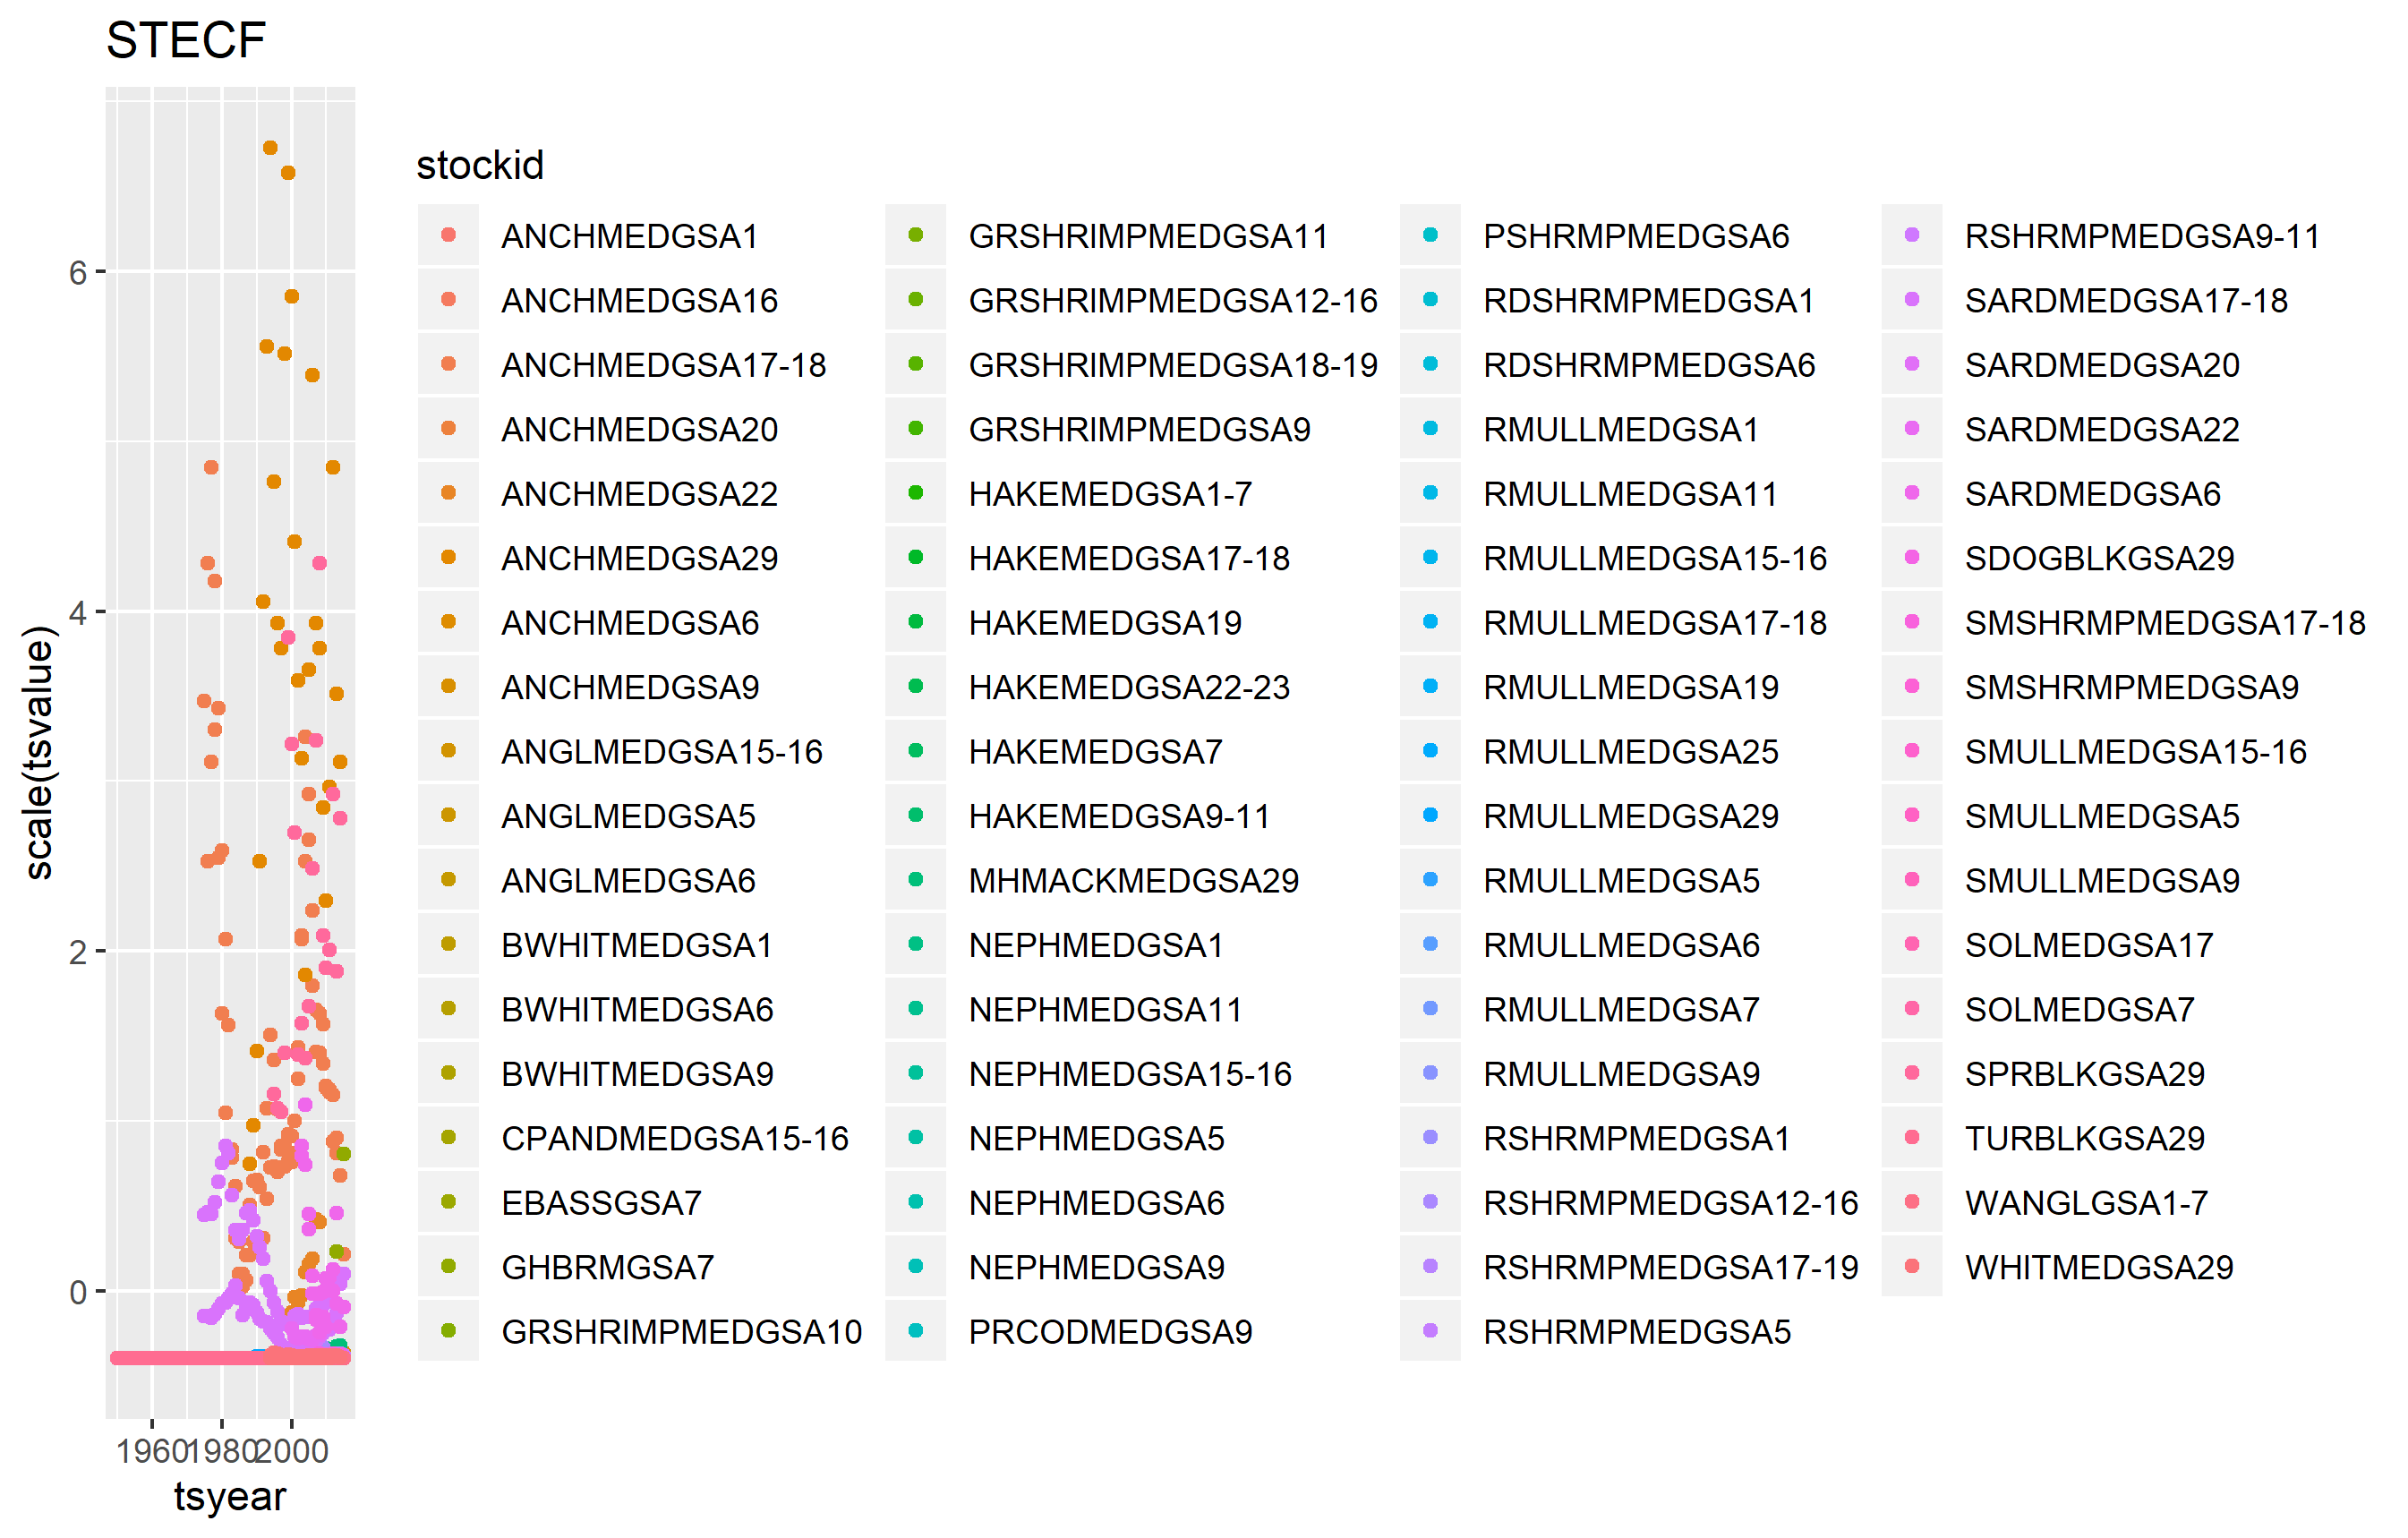 STECF
scale(tsvalue)
6
4
2
0
1960
1980
2000
tsyear
stockid
ANCHMEDGSA1
ANCHMEDGSA16
ANCHMEDGSA17-18
ANCHMEDGSA20
ANCHMEDGSA22
ANCHMEDGSA29
ANCHMEDGSA6
ANCHMEDGSA9
ANGLMEDGSA15-16
ANGLMEDGSA5
ANGLMEDGSA6
BWHITMEDGSA1
BWHITMEDGSA6
BWHITMEDGSA9
CPANDMEDGSA15-16
EBASSGSA7
GHBRMGSA7
GRSHRIMPMEDGSA10
GRSHRIMPMEDGSA11
GRSHRIMPMEDGSA12-16
GRSHRIMPMEDGSA18-19
GRSHRIMPMEDGSA9
HAKEMEDGSA1-7
HAKEMEDGSA17-18
HAKEMEDGSA19
HAKEMEDGSA22-23
HAKEMEDGSA7
HAKEMEDGSA9-11
MHMACKMEDGSA29
NEPHMEDGSA1
NEPHMEDGSA11
NEPHMEDGSA15-16
NEPHMEDGSA5
NEPHMEDGSA6
NEPHMEDGSA9
PRCODMEDGSA9
PSHRMPMEDGSA6
RDSHRMPMEDGSA1
RDSHRMPMEDGSA6
RMULLMEDGSA1
RMULLMEDGSA11
RMULLMEDGSA15-16
RMULLMEDGSA17-18
RMULLMEDGSA19
RMULLMEDGSA25
RMULLMEDGSA29
RMULLMEDGSA5
RMULLMEDGSA6
RMULLMEDGSA7
RMULLMEDGSA9
RSHRMPMEDGSA1
RSHRMPMEDGSA12-16
RSHRMPMEDGSA17-19
RSHRMPMEDGSA5
RSHRMPMEDGSA9-11
SARDMEDGSA17-18
SARDMEDGSA20
SARDMEDGSA22
SARDMEDGSA6
SDOGBLKGSA29
SMSHRMPMEDGSA17-18
SMSHRMPMEDGSA9
SMULLMEDGSA15-16
SMULLMEDGSA5
SMULLMEDGSA9
SOLMEDGSA17
SOLMEDGSA7
SPRBLKGSA29
TURBLKGSA29
WANGLGSA1-7
WHITMEDGSA29